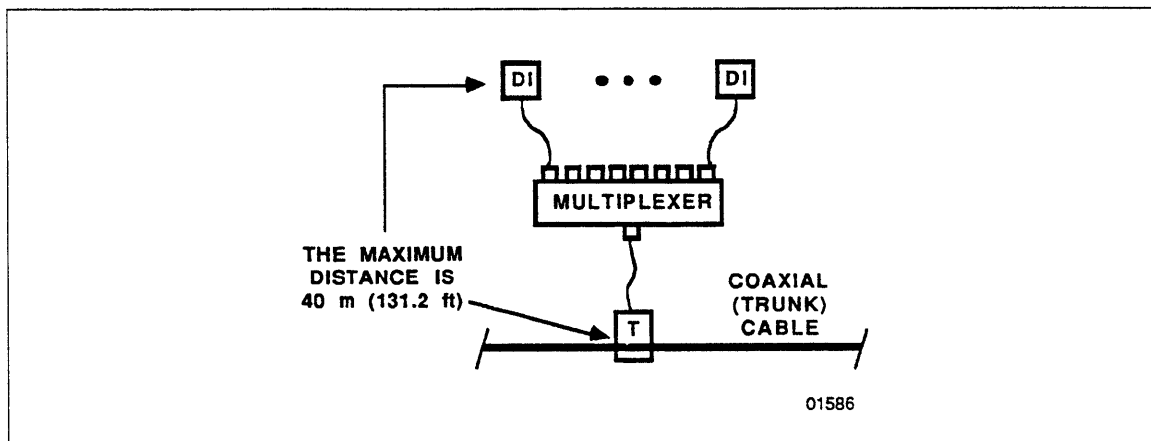 DI
DI
MULTIPLEXER
THE MAXIMUM
DISTANCE IS
40 m (131.2 ft)
T
COAXIAL
(TRUNK)
CABLE
01586